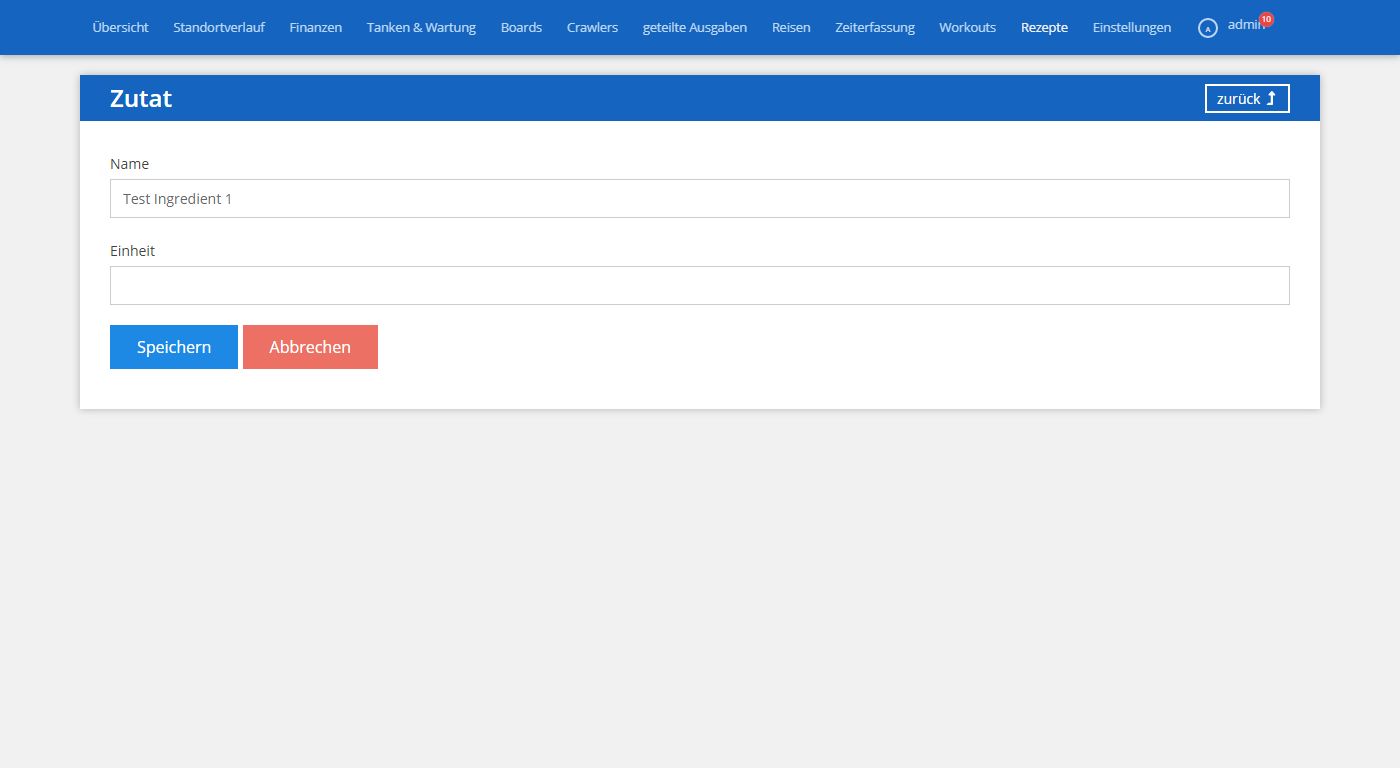 Übersicht Standortverlauf Finanzen Tanken & Wartung Boards Crawlers geteilte Ausgaben Reisen Zeiterfassung Workouts Rezepte Einstellungen A admin 10
Zutat zurück
Name
Test Ingredient 1
Einheit
Speichern Abbrechen